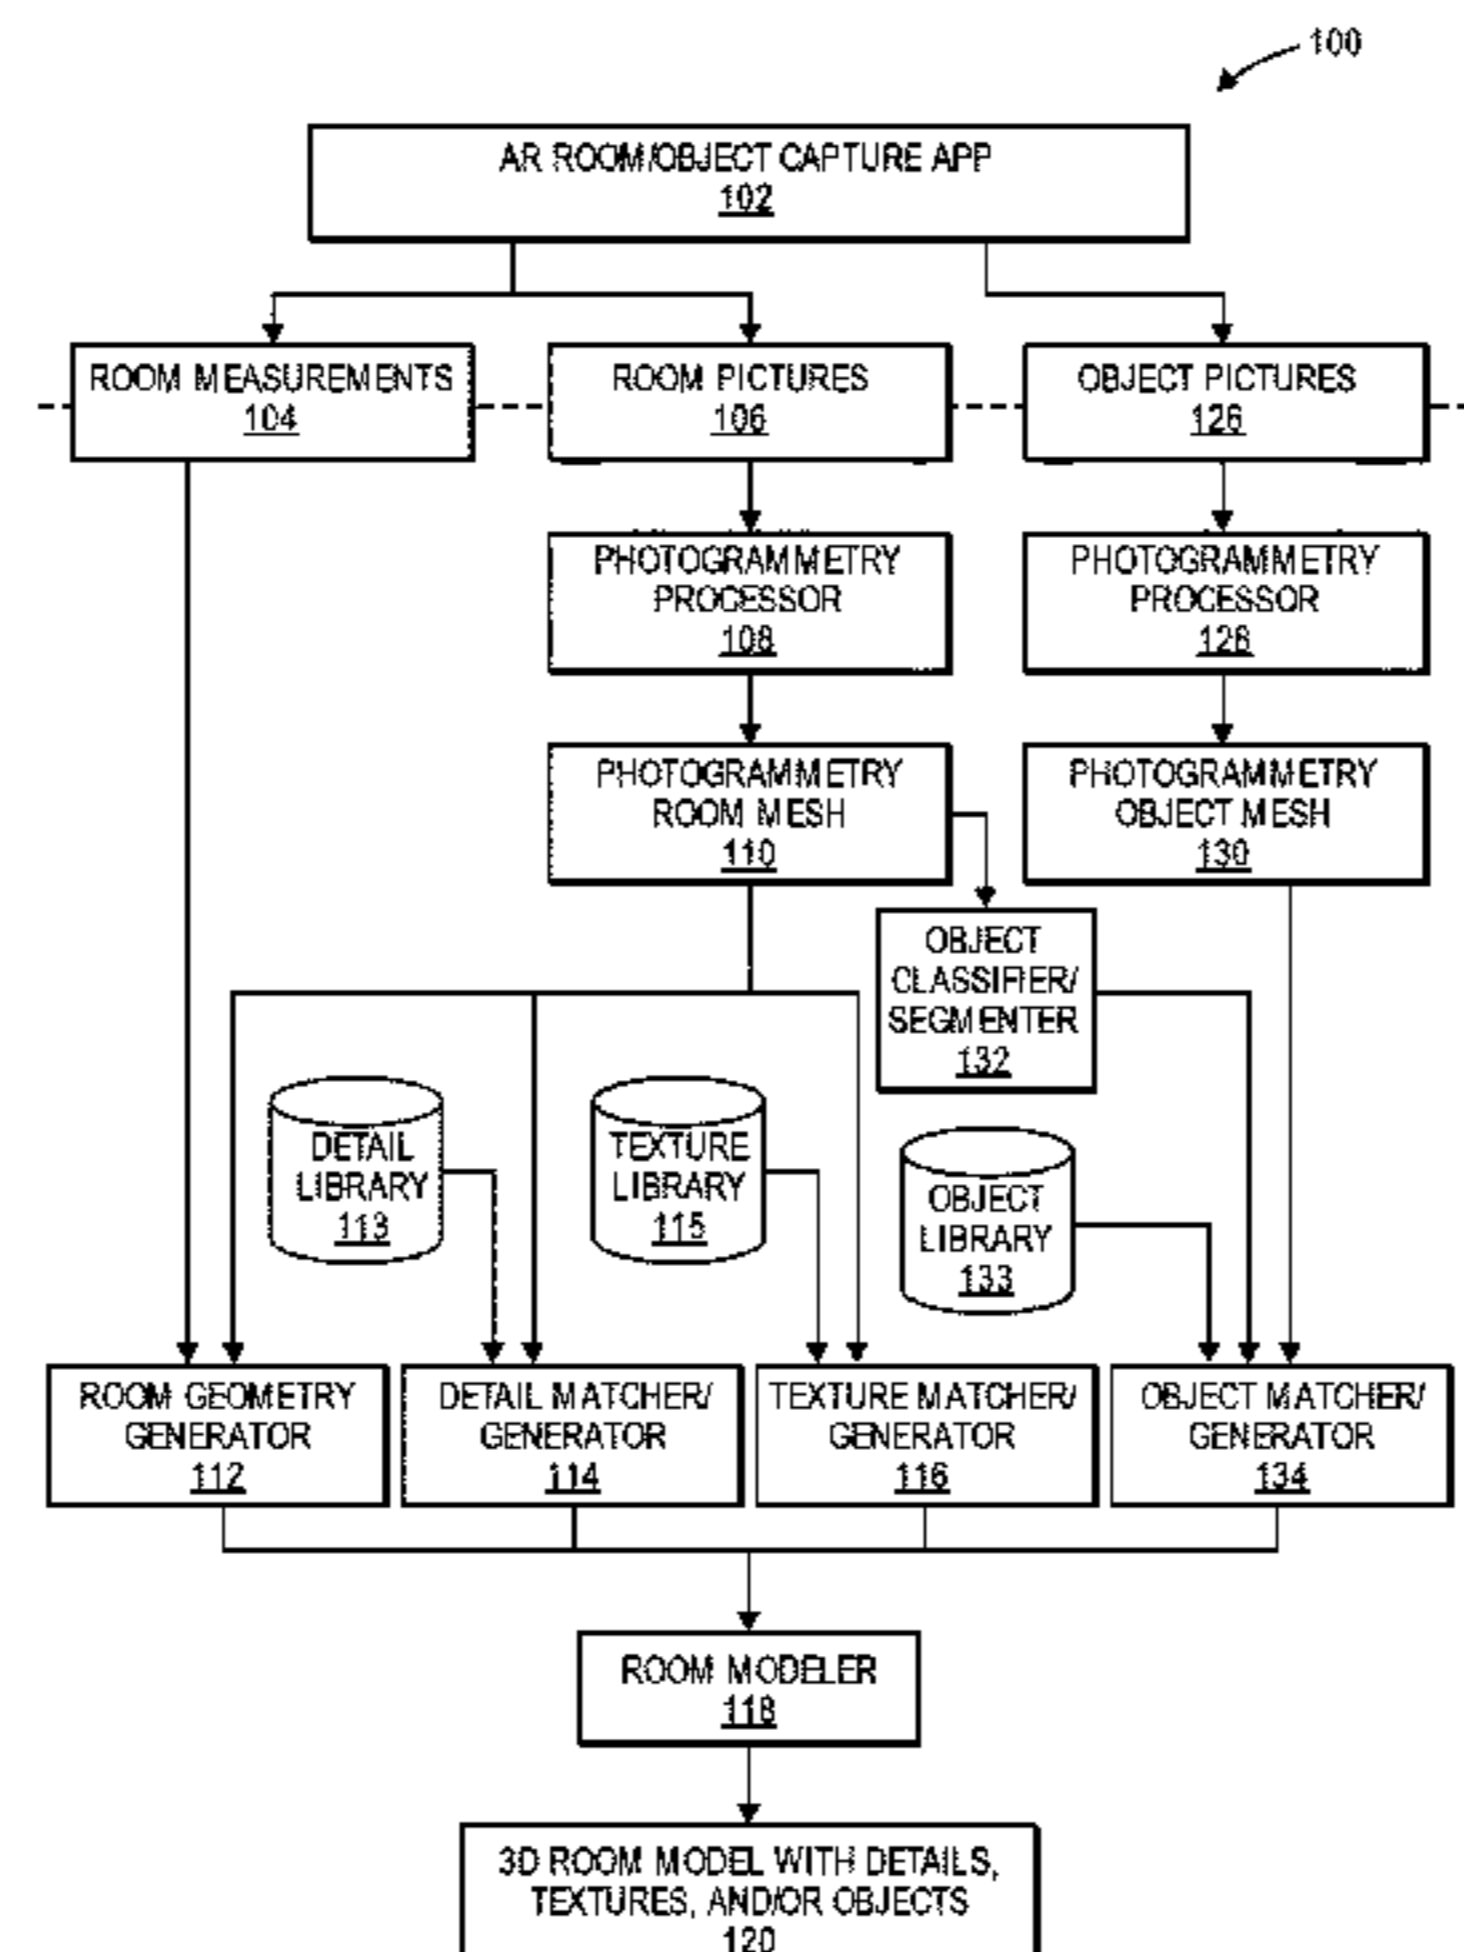 100
AR ROOM/OBJECT CAPTURE APP
102
ROOM MEASUREMENTS
104
ROOM PICTURES
106
OBJECT PICTURES
126
PHOTOGRAMMETRY
PROCESSOR
108
PHOTOGRAMMETRY
PROCESSOR
128
PHOTOGRAMMETRY
ROOM MESH
110
PHOTOGRAMMETRY
OBJECT MESH
130
OBJECT
CLASSIFIER/
SEGMENTER
132
DETAIL
LIBRARY
113
TEXTURE
LIBRARY
115
OBJECT
LIBRARY
133
ROOM GEOMETRY
GENERATOR
112
DETAIL MATCHER/
GENERATOR
114
TEXTURE MATCHER/
GENERATOR
116
OBJECT MATCHER/
GENERATOR
134
ROOM MODELER
118
3D ROOM MODEL WITH DETAILS,
TEXTURES, AND/OR OBJECTS
120